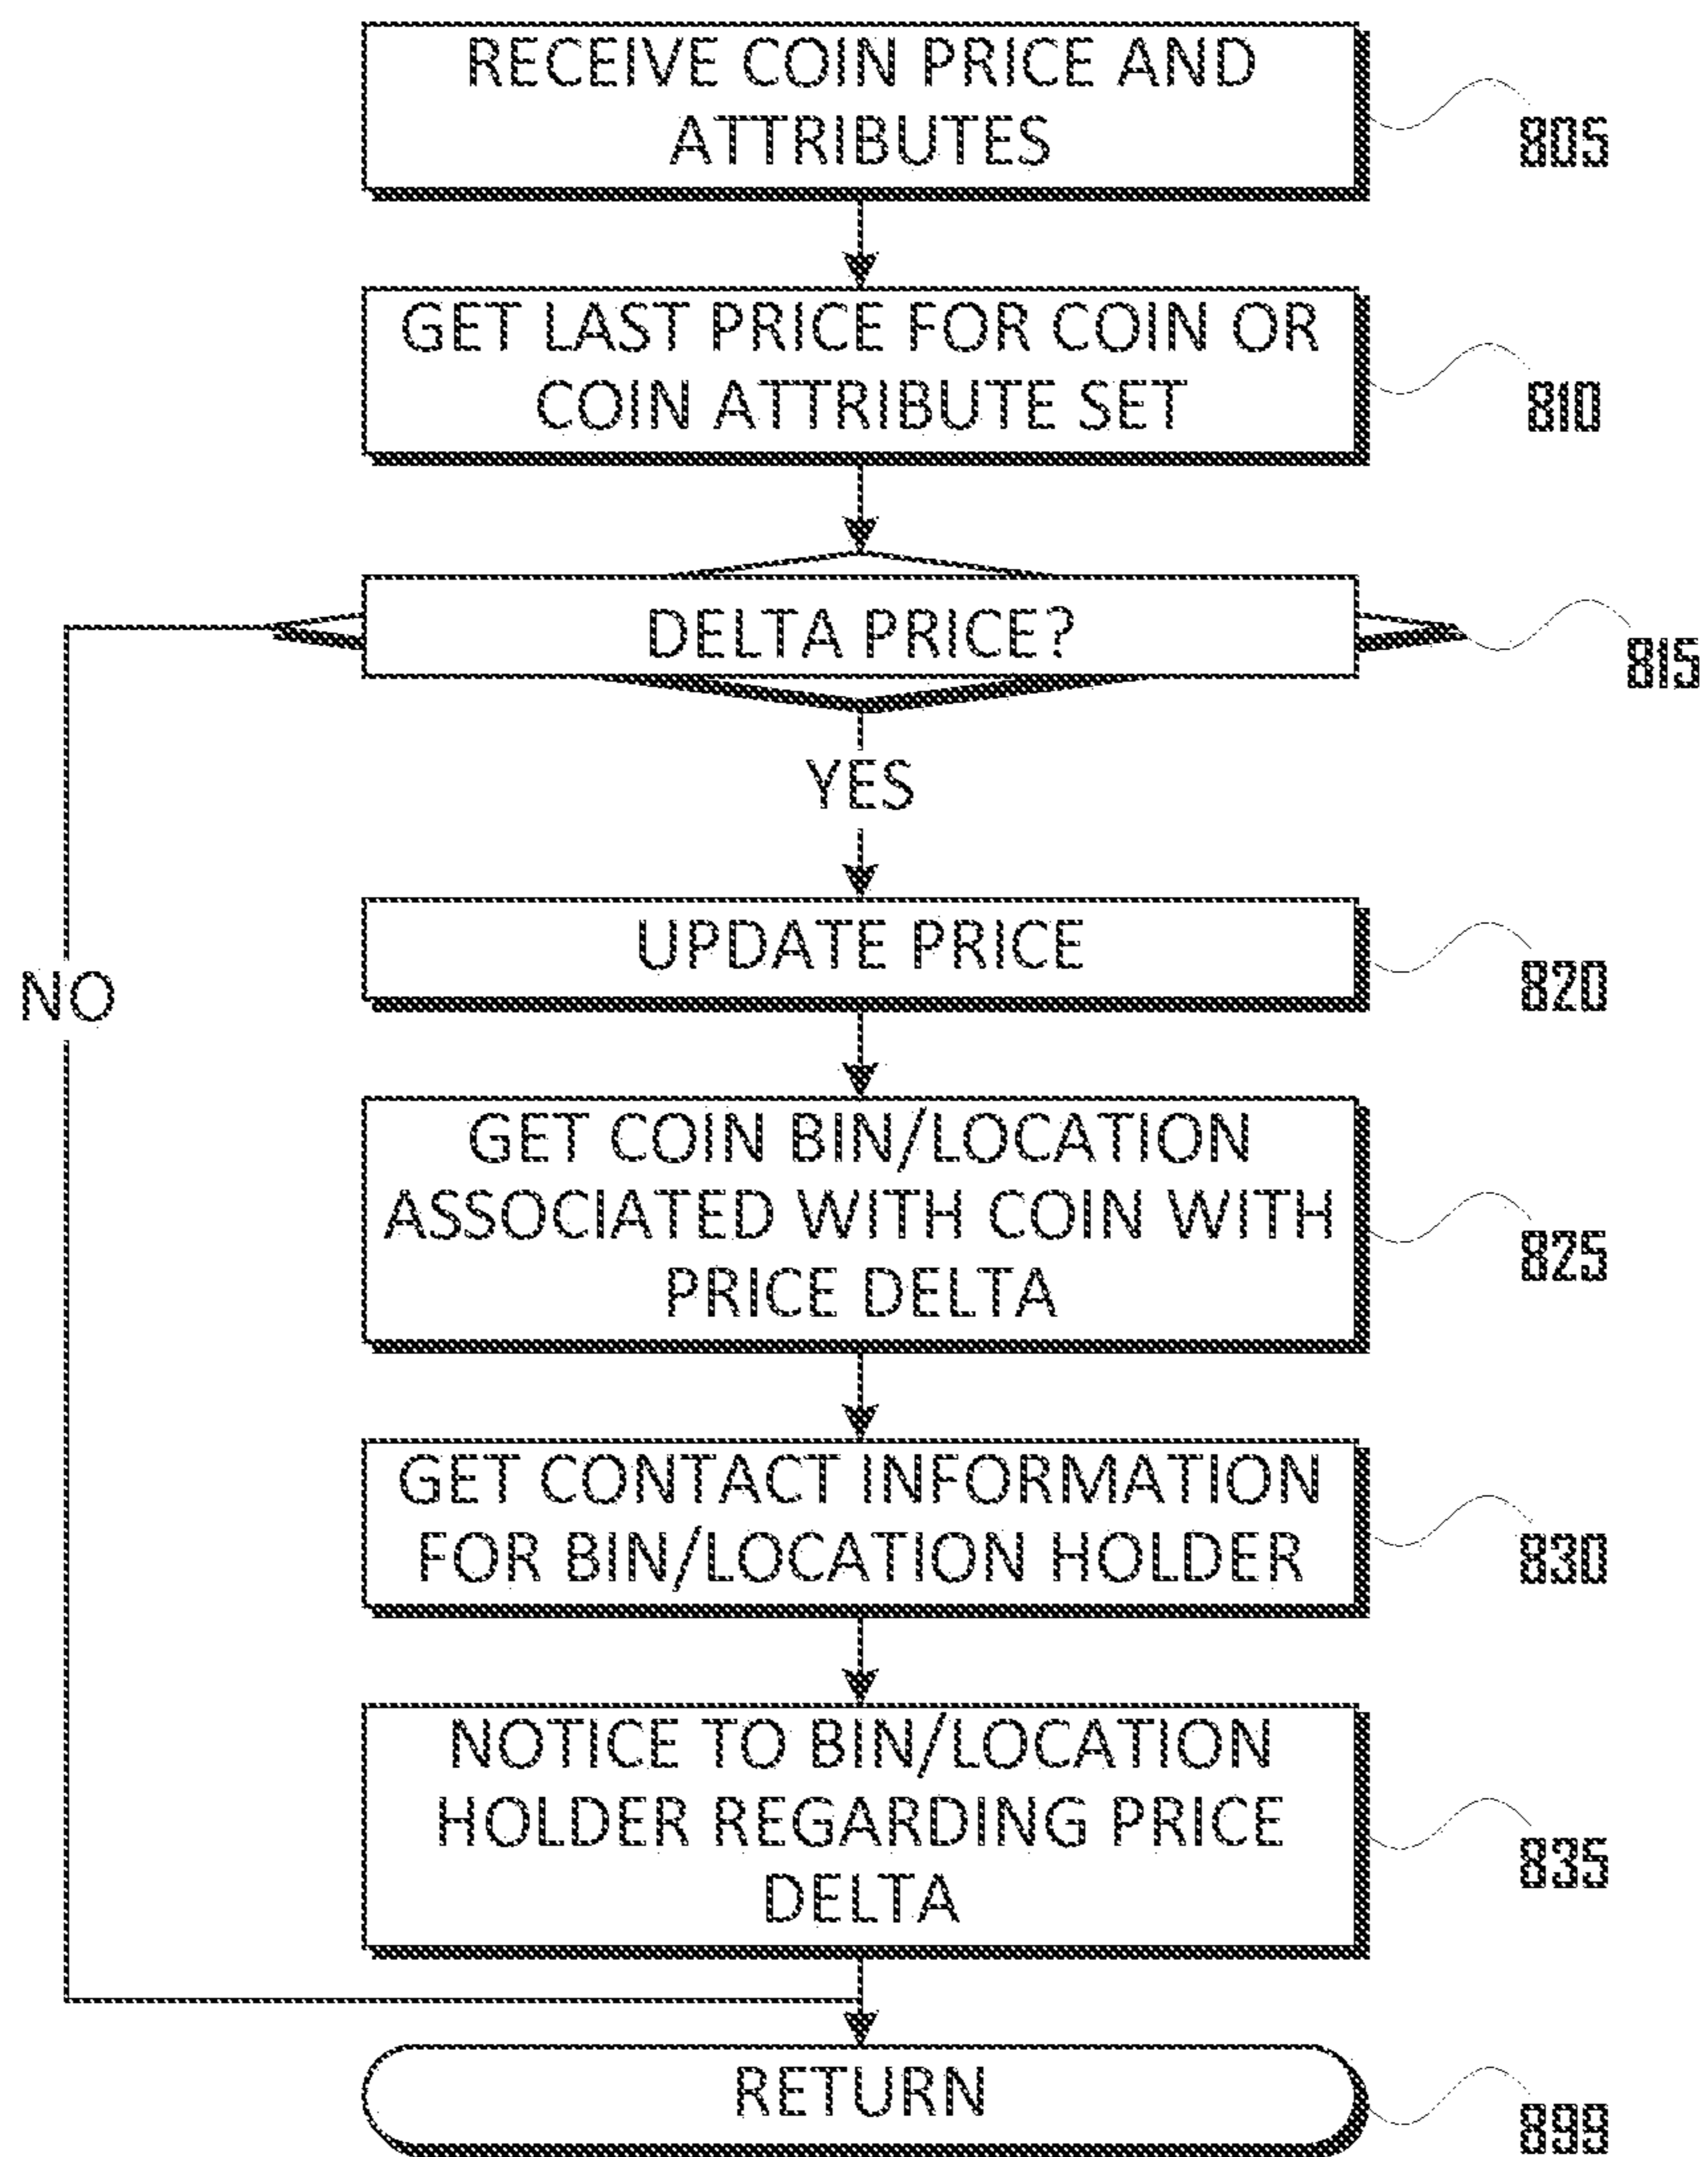 RECEIVE COIN PRICE AND
ATTRIBUTES
805
GET LAST PRICE FOR COIN OR
COIN ATTRIBUTE SET
810
DELTA PRICE?
815
YES
UPDATE PRICE
820
NO
GET COIN BIN/LOCATION
ASSOCIATED WITH COIN WITH
PRICE DELTA
825
GET CONTACT INFORMATION
FOR BIN/LOCATION HOLDER
830
NOTICE TO BIN/LOCATION
HOLDER REGARDING PRICE
DELTA
835
RETURN
899